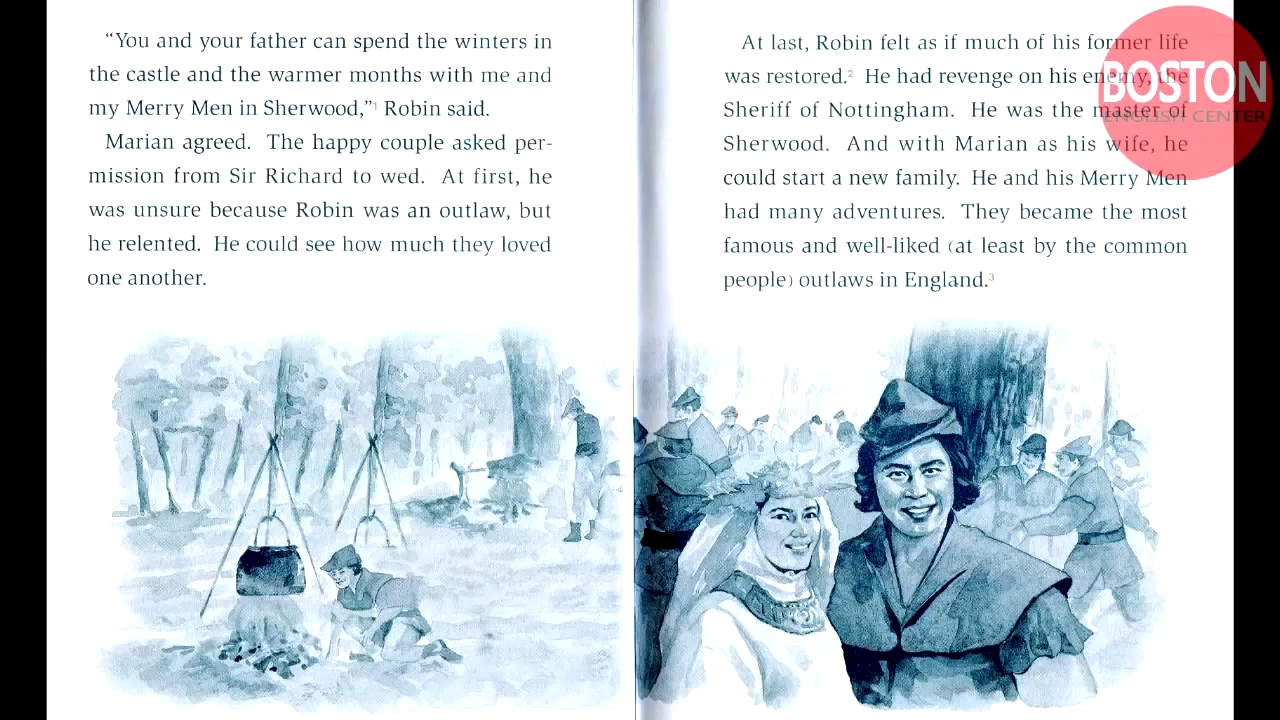 “You and your father can spend the winters in
the castle and the warmer months with me and
my Merry Men in Sherwood,”1 Robin said.
Marian agreed. The happy couple asked per-
mission from Sir Richard to wed. At first, he
was unsure because Robin was an outlaw, but
he relented. He could see how much they loved
one another.
At last, Robin felt as if much of his former life
was restored.2 He had revenge on his enemy, the
Sheriff of Nottingham. He was the master of
Sherwood. And with Marian as his wife, he
could start a new family. He and his Merry Men
had many adventures. They became the most
famous and well-liked (at least by the common
people) outlaws in England.3
BOSTON
ENGLISH CENTER